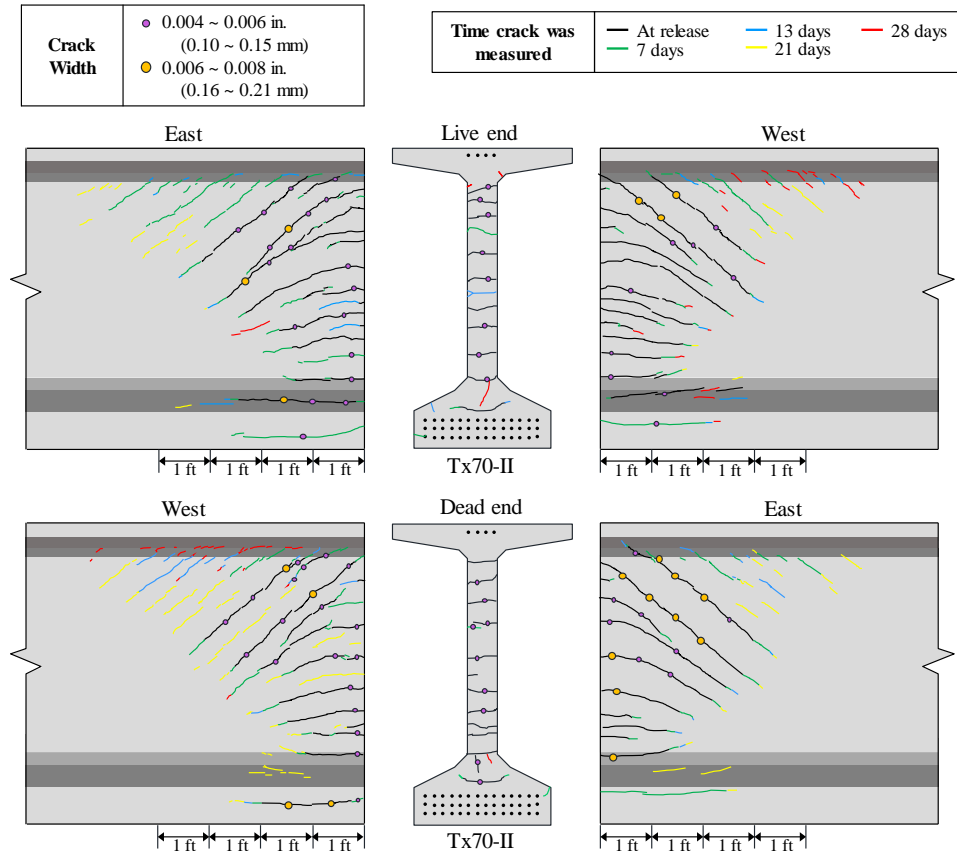 Crack
Width
0.004 ~ 0.006 in.
(0.10 ~ 0.15 mm)
0.006 ~ 0.008 in.
(0.16 ~ 0.21 mm)
Time crack was
measured
At release
13 days
28 days
7 days
21 days
East
Live end
West
1 ft
1 ft
1 ft
1 ft
Tx70-II
1 ft
1 ft
1 ft
1 ft
West
Dead end
East
1 ft
1 ft
1 ft
1 ft
Tx70-II
1 ft
1 ft
1 ft
1 ft